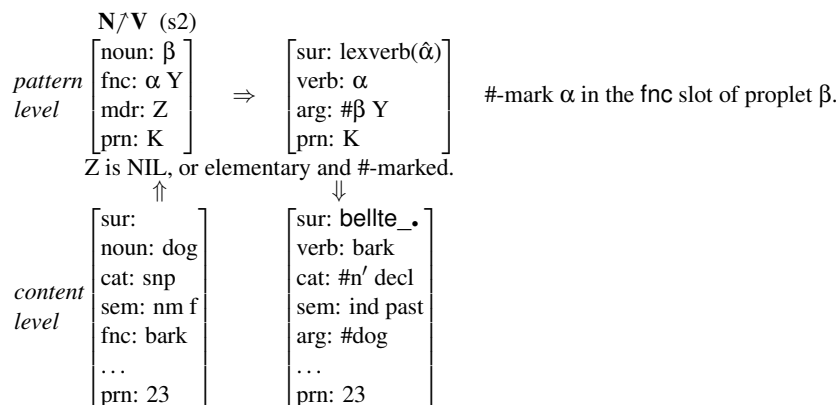 N↗V (s2)
pattern level
[noun: β
fnc: α Y
mdr: Z
prn: K]
⇒
[sur: lexverb(α̂)
verb: α
arg: #β Y
prn: K]
#-mark α in the fnc slot of proplet β.
Z is NIL, or elementary and #-marked.
⇑ ⇓
content level
[sur:
noun: dog
cat: snp
sem: nm f
fnc: bark
...
prn: 23]
[sur: bellte_•
verb: bark
cat: #n′ decl
sem: ind past
arg: #dog
...
prn: 23]